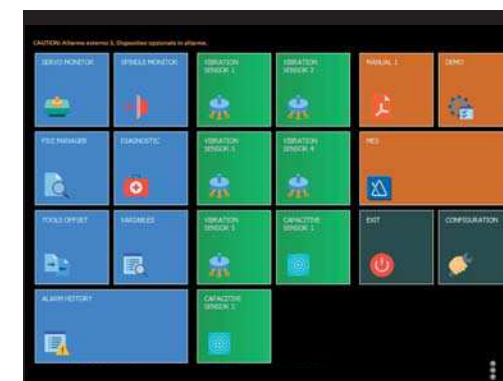 CAUTION: Allarme esterno 1, Dispositivo opzionale in allarme.
SERVO MONITOR
SPINDLE MONITOR
VIBRATION
SENSOR 1
VIBRATION
SENSOR 2
MANUAL 1
DEMO
FILE MANAGER
DIAGNOSTIC
VIBRATION
SENSOR 3
VIBRATION
SENSOR 4
MES
TOOLS OFFSET
VARIABLES
VIBRATION
SENSOR 5
CAPACITIVE
SENSOR 1
EXIT
CONFIGURATION
ALARM HISTORY
CAPACITIVE
SENSOR 2